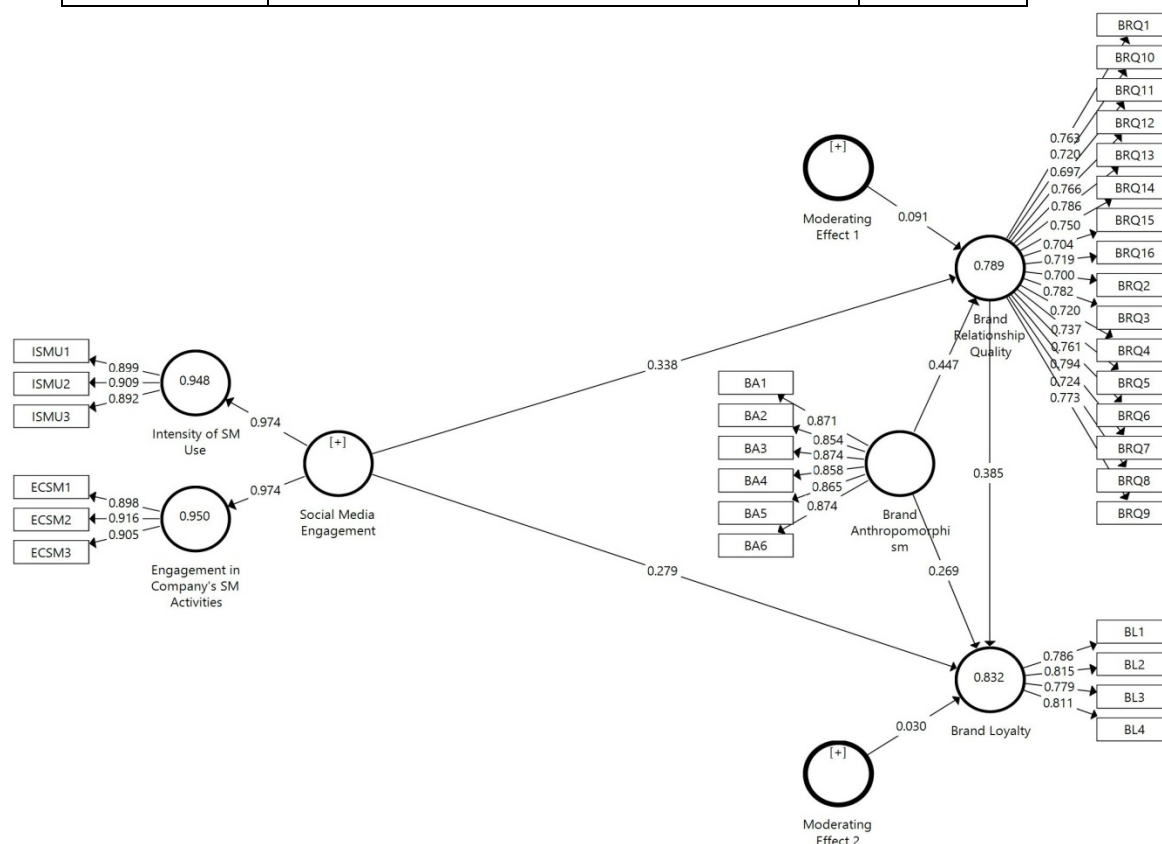 BRQ1
BRQ10
BRQ11
BRQ12
BRQ13
BRQ14
BRQ15
BRQ16
BRQ2
BRQ3
BRQ4
BRQ5
BRQ6
BRQ7
BRQ8
BRQ9
0.763
0.720
0.697
0.766
0.786
0.750
0.704
0.719
0.700
0.782
0.720
0.737
0.761
0.794
0.724
0.773
[+]
Moderating
Effect 1
0.091
0.789
Brand
Relationship
Quality
0.338
0.447
0.385
ISMU1
ISMU2
ISMU3
0.899
0.909
0.892
0.948
Intensity of SM
Use
0.974
[+]
Social Media
Engagement
0.974
ECSM1
ECSM2
ECSM3
0.898
0.916
0.905
0.950
Engagement in
Company's SM
Activities
BA1
BA2
BA3
BA4
BA5
BA6
0.871
0.854
0.874
0.858
0.865
0.874
Brand
Anthropomorphi
sm
0.269
0.279
0.832
Brand Loyalty
0.786
0.815
0.779
0.811
BL1
BL2
BL3
BL4
0.030
[+]
Moderating
Effect 2